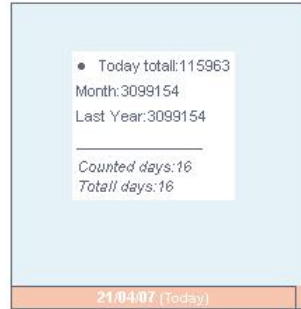 • Today totall:115963
Month:3099154
Last Year:3099154
Counted days:16
Totall days:16
21/04/07 (Today)